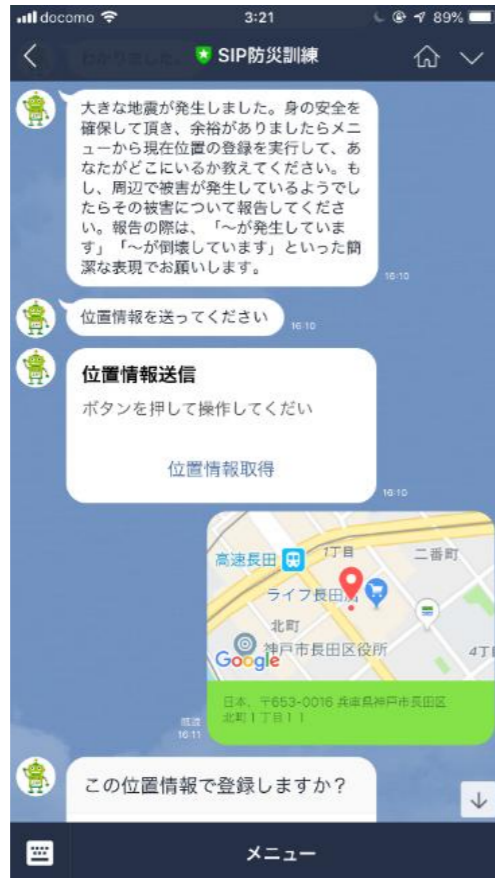 docomo 3:21 89%
SIP防災訓練
大きな地震が発生しました。身の安全を
確保して頂き、余裕がありましたらメニ
ューから現在位置の登録を実行して、あ
なたがどこにいるか教えてください。も
し、周辺で被害が発生しているようでし
たらその被害について報告してくださ
い。報告の際は、「〜が発生していま
す」「〜が倒壊しています」といった簡
潔な表現でお願いします。
16:10
位置情報を送ってください
16:10
位置情報送信
ボタンを押して操作してくだい
位置情報取得
16:10
高速長田
1丁目
二番町
ライフ長田
北町
神戸市長田区役所
4丁
Google
日本、〒653-0016 兵庫県神戸市長田区
北町1丁目11
既読
16:11
この位置情報で登録しますか？
メニュー